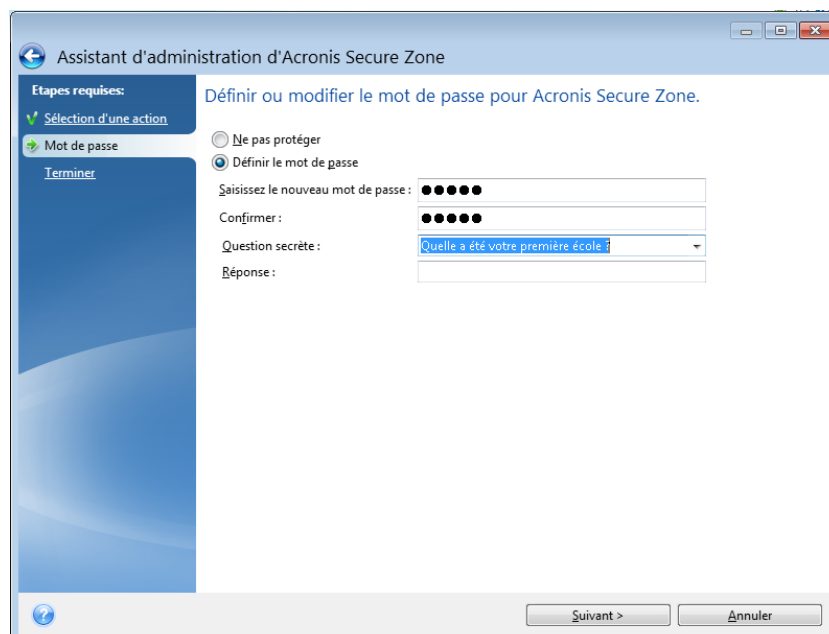 Assistant d'administration d'Acronis Secure Zone
Etapes requises:
Sélection d'une action
Mot de passe
Terminer
Définir ou modifier le mot de passe pour Acronis Secure Zone.
Ne pas protéger
Définir le mot de passe
Saisissez le nouveau mot de passe : ●●●●●
Confirmer : ●●●●●
Question secrète : Quelle a été votre première école ?
Réponse :
Suivant > Annuler